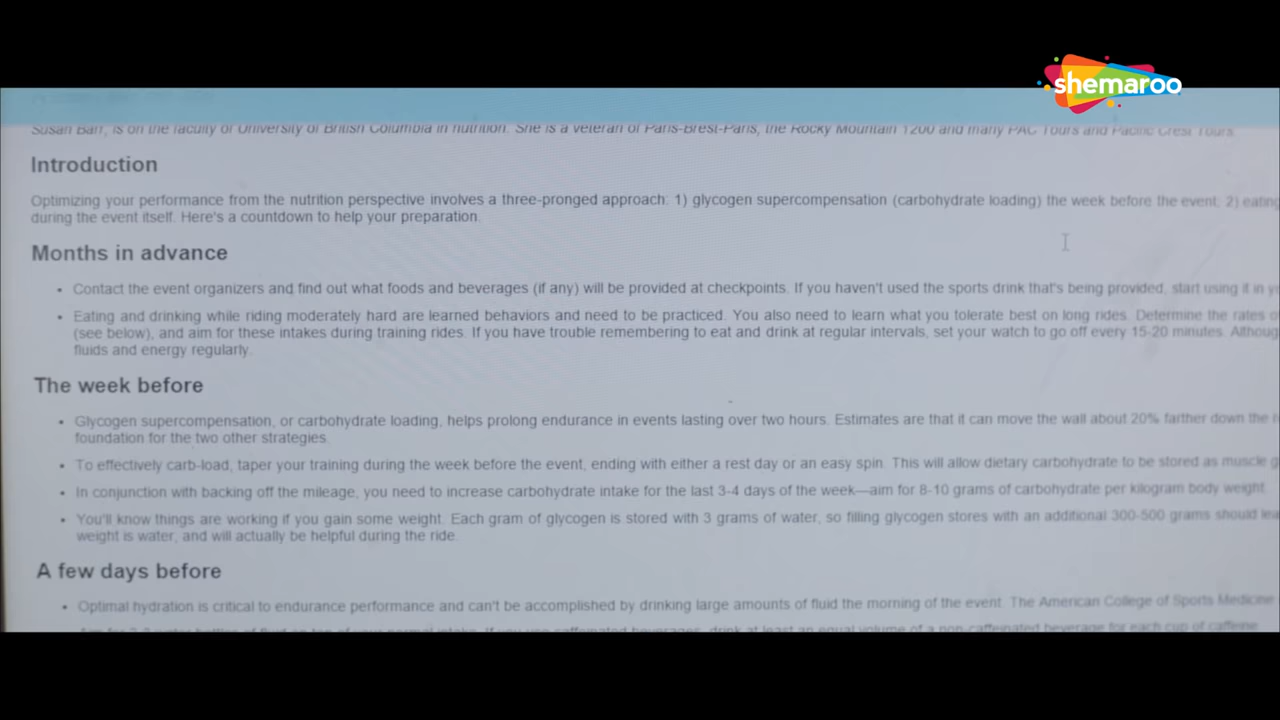 shemaroo
Susan Barr, is on the faculty of University of British Columbia in nutrition. She is a veteran of Paris-Brest-Paris, the Rocky Mountain 1200 and many PAC Tours and Pacific Crest Tours.
Introduction
Optimizing your performance from the nutrition perspective involves a three-pronged approach: 1) glycogen supercompensation (carbohydrate loading) the week before the event; 2) eating
during the event itself. Here's a countdown to help your preparation.
Months in advance
• Contact the event organizers and find out what foods and beverages (if any) will be provided at checkpoints. If you haven't used the sports drink that's being provided, start using it in
• Eating and drinking while riding moderately hard are learned behaviors and need to be practiced. You also need to learn what you tolerate best on long rides. Determine the rates
(see below), and aim for these intakes during training rides. If you have trouble remembering to eat and drink at regular intervals, set your watch to go off every 15-20 minutes.
fluids and energy regularly.
The week before
• Glycogen supercompensation, or carbohydrate loading, helps prolong endurance in events lasting over two hours. Estimates are that it can move the wall about 20% farther down the
foundation for the two other strategies.
• To effectively carb-load, taper your training during the week before the event, ending with either a rest day or an easy spin. This will allow dietary carbohydrate to be stored as muscle
• In conjunction with backing off the mileage, you need to increase carbohydrate intake for the last 3-4 days of the week—aim for 8-10 grams of carbohydrate per kilogram body weight.
• You'll know things are working if you gain some weight. Each gram of glycogen is stored with 3 grams of water, so filling glycogen stores with an additional 300-500 grams should
weight is water, and will actually be helpful during the ride.
A few days before
• Optimal hydration is critical to endurance performance and can't be accomplished by drinking large amounts of fluid the morning of the event. The American College of Sports Medicine
drink at least an equal volume of a non-caffeinated beverage for each cup of caffeine